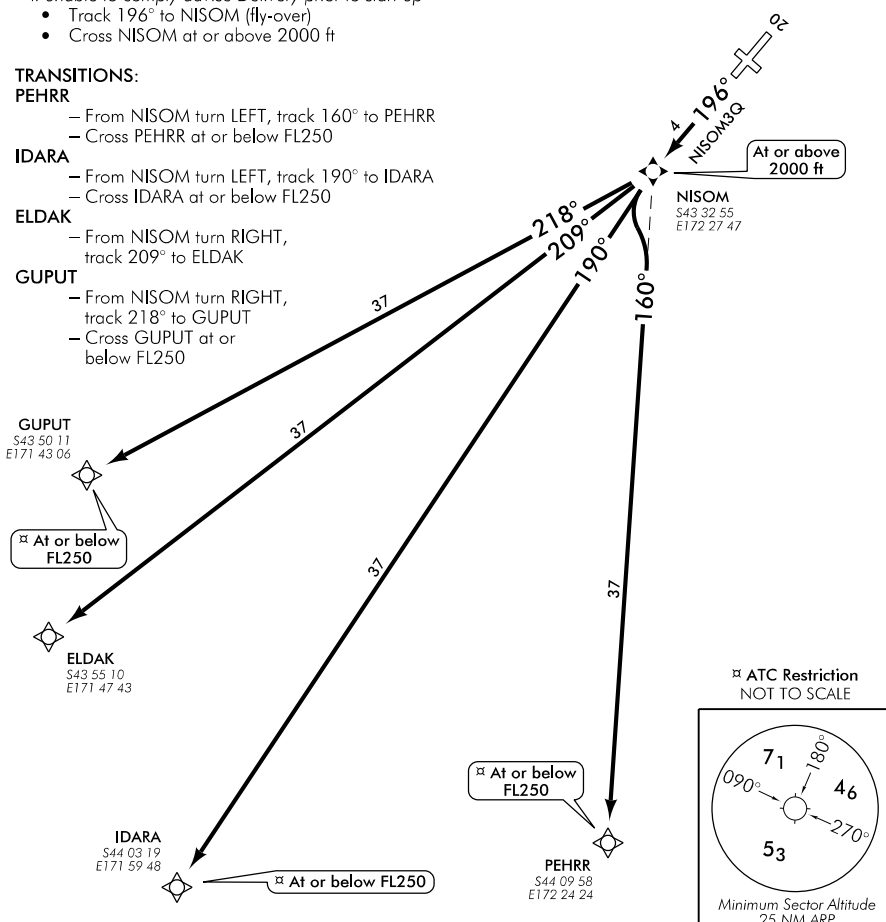 • Track 196° to NISOM (fly-over)
• Cross NISOM at or above 2000 ft
TRANSITIONS:
PEHRR
– From NISOM turn LEFT, track 160° to PEHRR
– Cross PEHRR at or below FL250
IDARA
– From NISOM turn LEFT, track 190° to IDARA
– Cross IDARA at or below FL250
ELDAK
– From NISOM turn RIGHT,
track 209° to ELDAK
GUPUT
– From NISOM turn RIGHT,
track 218° to GUPUT
– Cross GUPUT at or
below FL250
20
196°
4
NISOM3Q
At or above
2000 ft
NISOM
S43 32 55
E172 27 47
218°
209°
190°
160°
37
37
37
37
GUPUT
S43 50 11
E171 43 06
¤ At or below
FL250
ELDAK
S43 55 10
E171 47 43
IDARA
S44 03 19
E171 59 48
¤ At or below FL250
¤ At or below
FL250
PEHRR
S44 09 58
E172 24 24
¤ ATC Restriction
NOT TO SCALE
71
180°
090°
46
270°
53
Minimum Sector Altitude
25 NM ARP